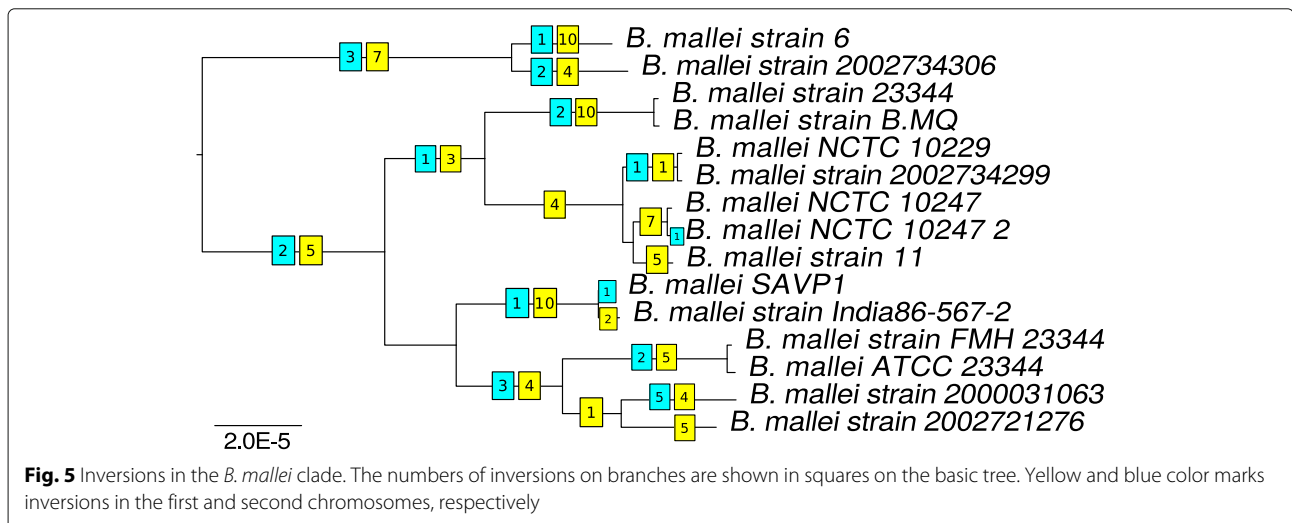 1 10 B. mallei strain 6
3 7
2 4 B. mallei strain 2002734306
B. mallei strain 23344
2 10
B. mallei strain B.MQ
B. mallei NCTC 10229
1 3
1 1
B. mallei strain 2002734299
4
B. mallei NCTC 10247
7
1 B. mallei NCTC 10247 2
2 5
5 B. mallei strain 11
1 B. mallei SAVP1
1 10
2 B. mallei strain India86-567-2
B. mallei strain FMH 23344
2 5
B. mallei ATCC 23344
3 4
5 4 B. mallei strain 2000031063
1
5 B. mallei strain 2002721276
2.0E-5
Fig. 5 Inversions in the B. mallei clade. The numbers of inversions on branches are shown in squares on the basic tree. Yellow and blue color marks
inversions in the first and second chromosomes, respectively